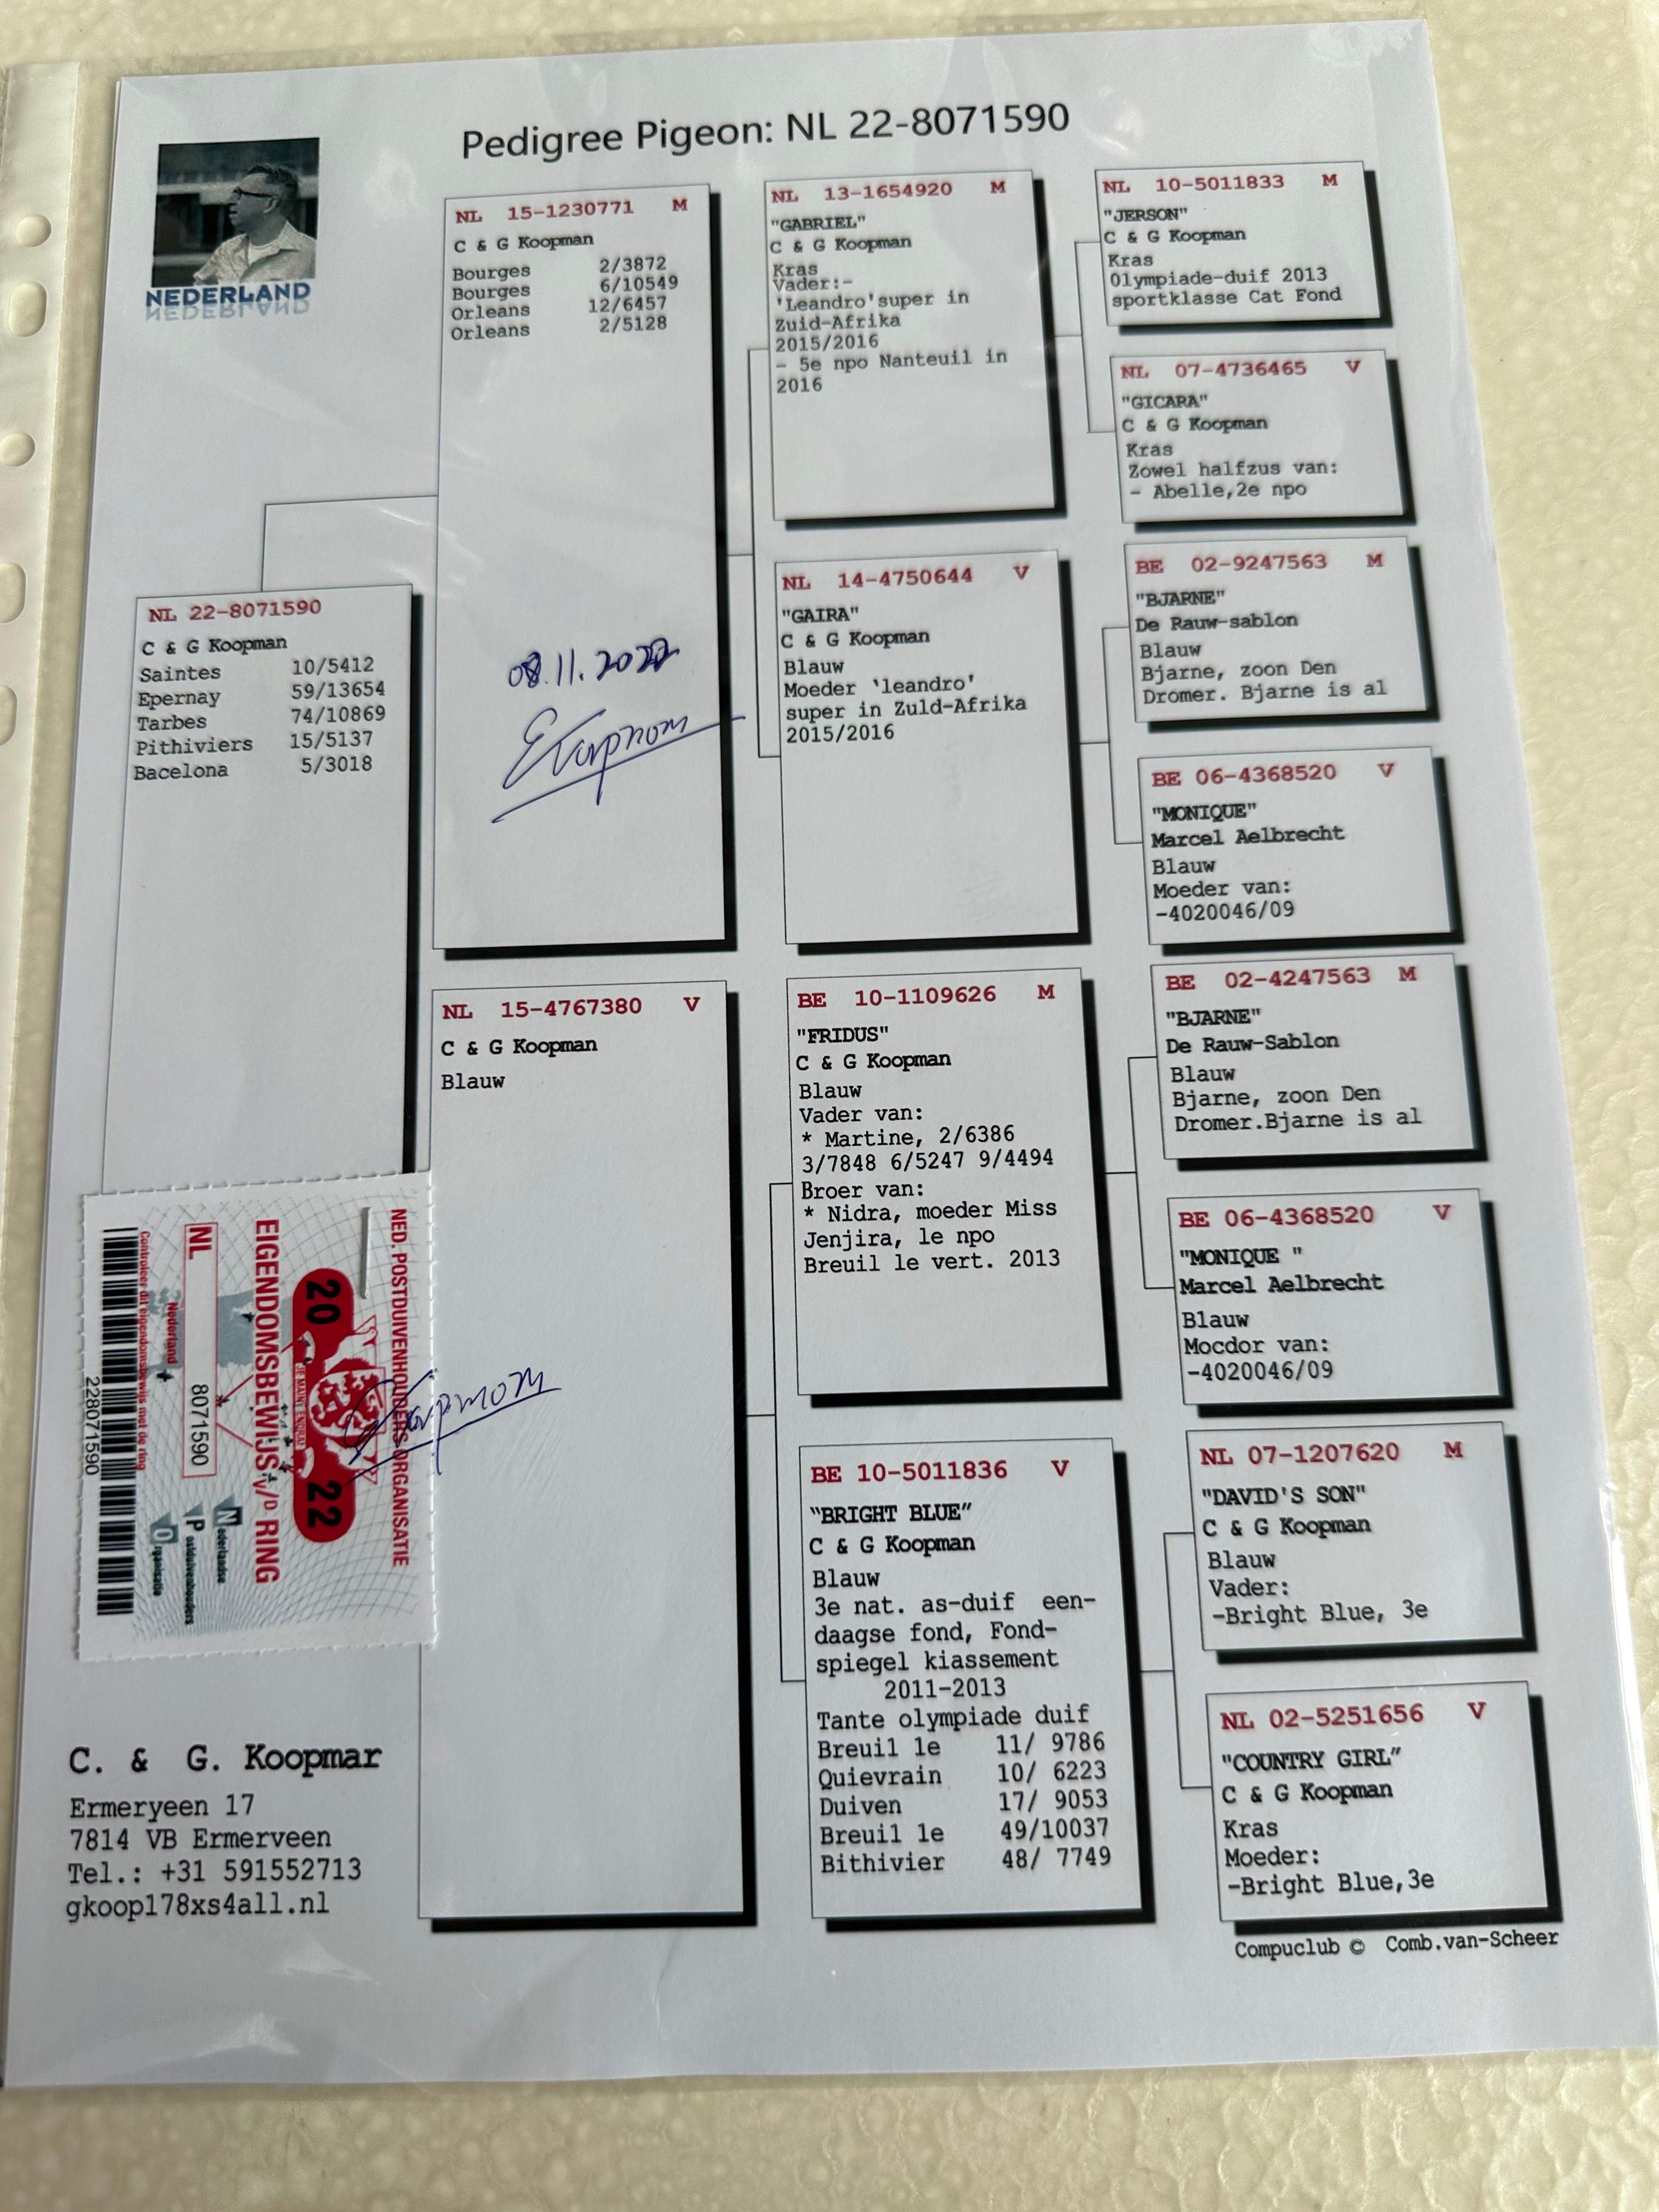 Pedigree Pigeon: NL 22-8071590
NEDERLAND
NL 22-8071590
C & G Koopman
Saintes 10/5412
Epernay 59/13654
Tarbes 74/10869
Pithiviers 15/5137
Bacelona 5/3018
NL 15-1230771 M
C & G Koopman
Bourges 2/3872
Bourges 6/10549
Orleans 12/6457
Orleans 2/5128
08.11.2022
NL 15-4767380 V
C & G Koopman
Blauw
NL 13-1654920 M
"GABRIEL"
C & G Koopman
Kras
Vader:-
'Leandro'super in
Zuid-Afrika
2015/2016
- 5e npo Nanteuil in
2016
NL 14-4750644 V
"GAIRA"
C & G Koopman
Blauw
Moeder 'leandro'
super in Zuld-Afrika
2015/2016
BE 10-1109626 M
"FRIDUS"
C & G Koopman
Blauw
Vader van:
* Martine, 2/6386
3/7848 6/5247 9/4494
Broer van:
* Nidra, moeder Miss
Jenjira, le npo
Breuil le vert. 2013
BE 10-5011836 V
"BRIGHT BLUE"
C & G Koopman
Blauw
3e nat. as-duif een-
daagse fond, Fond-
spiegel kiassement
2011-2013
Tante olympiade duif
Breuil le 11/ 9786
Quievrain 10/ 6223
Duiven 17/ 9053
Breuil le 49/10037
Bithivier 48/ 7749
NL 10-5011833 M
"JERSON"
C & G Koopman
Kras
Olympiade-duif 2013
sportklasse Cat Fond
NL 07-4736465 V
"GICARA"
C & G Koopman
Kras
Zowel halfzus van:
- Abelle,2e npo
BE 02-9247563 M
"BJARNE"
De Rauw-sablon
Blauw
Bjarne, zoon Den
Dromer. Bjarne is al
BE 06-4368520 V
"MONIQUE"
Marcel Aelbrecht
Blauw
Moeder van:
-4020046/09
BE 02-4247563 M
"BJARNE"
De Rauw-Sablon
Blauw
Bjarne, zoon Den
Dromer.Bjarne is al
BE 06-4368520 V
"MONIQUE "
Marcel Aelbrecht
Blauw
Mocdor van:
-4020046/09
NL 07-1207620 M
"DAVID'S SON"
C & G Koopman
Blauw
Vader:
-Bright Blue, 3e
NL 02-5251656 V
"COUNTRY GIRL"
C & G Koopman
Kras
Moeder:
-Bright Blue,3e
Compuclub © Comb.van-Scheer
NED. POSTDUIVENHOUDERS ORGANISATIE
20 22
JE MAINTIENDRAI
EIGENDOMSBEWIJS V/D RING
NL 8071590
Nederland
Nederlandse
Postduivenhouders
Organisatie
Controleer dit eigendomsbewijs met de ring
228071590
C. & G. Koopmar
Ermeryeen 17
7814 VB Ermerveen
Tel.: +31 591552713
gkoop178xs4all.nl